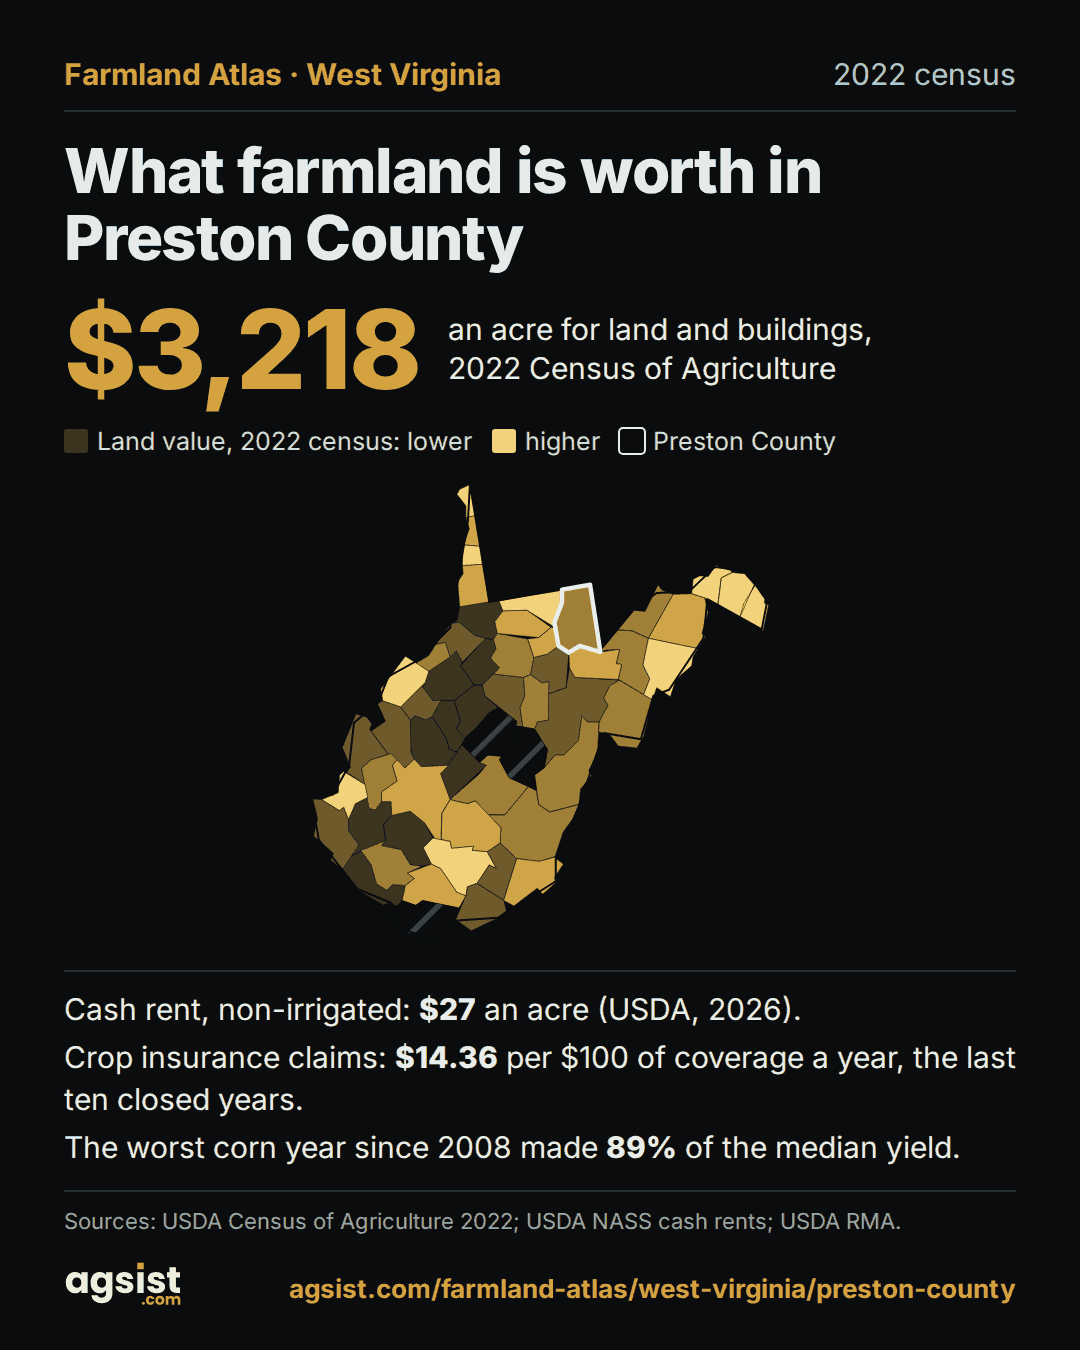 Farmland Atlas · West Virginia
2022 census
What farmland is worth in
Preston County
$3,218
an acre for land and buildings,
2022 Census of Agriculture
Land value, 2022 census: lower
higher
Preston County
Cash rent, non-irrigated: $27 an acre (USDA, 2026).
Crop insurance claims: $14.36 per $100 of coverage a year, the last
ten closed years.
The worst corn year since 2008 made 89% of the median yield.
Sources: USDA Census of Agriculture 2022; USDA NASS cash rents; USDA RMA.
agsist
.com
agsist.com/farmland-atlas/west-virginia/preston-county